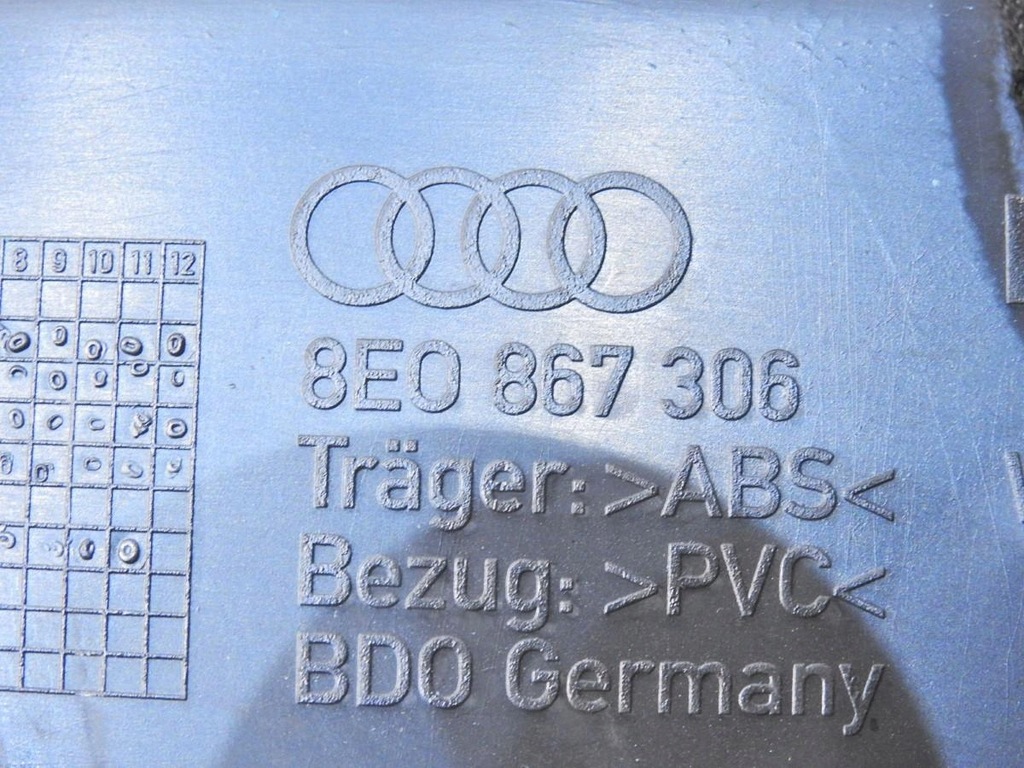 8 9 10 11 12
8E0 867 306
Träger: >ABS<
Bezug: >PVC<
BDO Germany